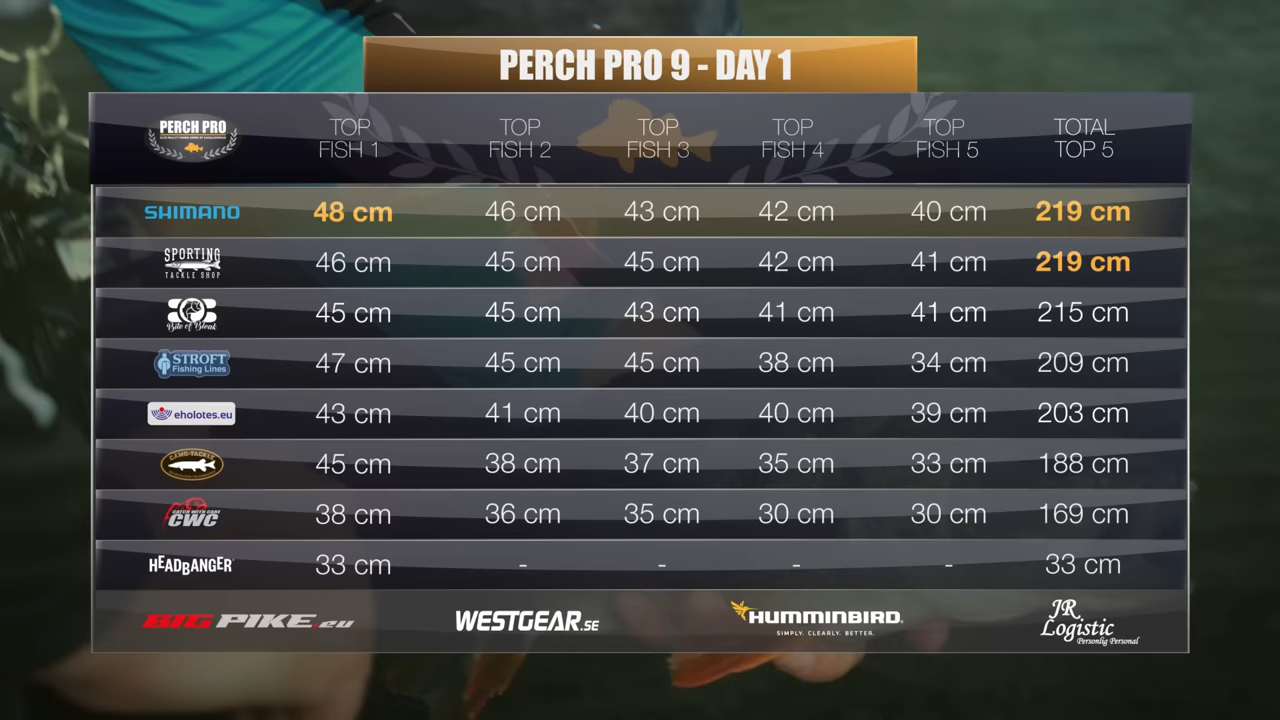 PERCH PRO 9 - DAY 1
PERCH PRO
TOP FISH 1 TOP FISH 2 TOP FISH 3 TOP FISH 4 TOP FISH 5 TOTAL TOP 5
SHIMANO 48 cm 46 cm 43 cm 42 cm 40 cm 219 cm
SPORTING TACKLE SHOP 46 cm 45 cm 45 cm 42 cm 41 cm 219 cm
Bite of Bleak 45 cm 45 cm 43 cm 41 cm 41 cm 215 cm
STROFT Fishing Lines 47 cm 45 cm 45 cm 38 cm 34 cm 209 cm
eholotes.eu 43 cm 41 cm 40 cm 40 cm 39 cm 203 cm
CAMO-TACKLE 45 cm 38 cm 37 cm 35 cm 33 cm 188 cm
CATCH WITH CARE CWC 38 cm 36 cm 35 cm 30 cm 30 cm 169 cm
HEADBANGER 33 cm - - - - 33 cm
BIG PIKE.eu WESTGEAR.SE HUMMINBIRD. SIMPLY. CLEARLY. BETTER. JR Logistic Personlig Personal